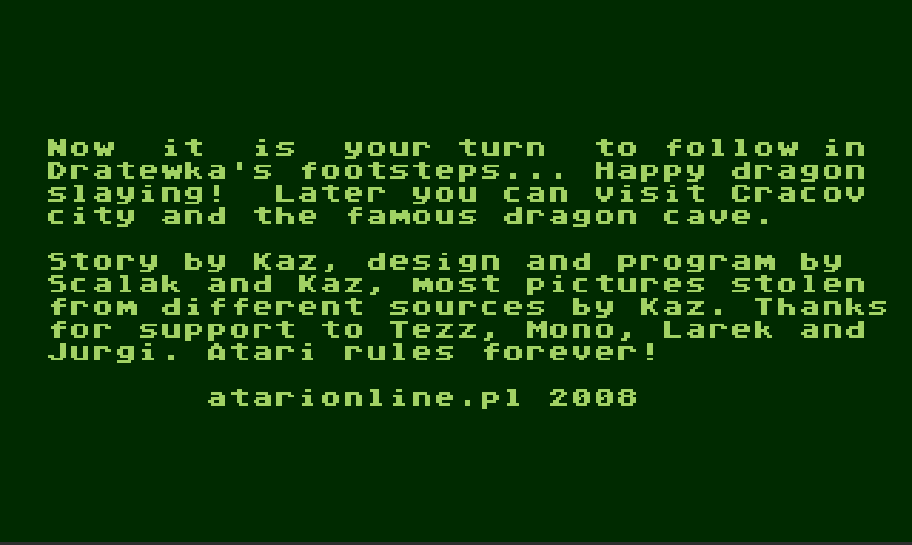 Now  it  is  your turn  to follow in
Dratewka's footsteps... Happy dragon
slaying!  Later you can visit Cracov
city and the famous dragon cave.
Story by Kaz, design and program by
Scalak and Kaz, most pictures stolen
from different sources by Kaz. Thanks
for support to Tezz, Mono, Larek and
Jurgi. Atari rules forever!
atarionline.pl 2008